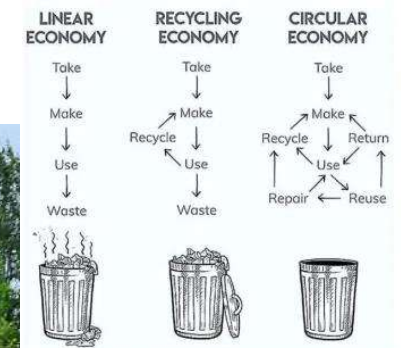 LINEAR
ECONOMY
Take
Make
Use
Waste
RECYCLING
ECONOMY
Take
Make
Recycle
Use
Waste
CIRCULAR
ECONOMY
Take
Make
Recycle
Return
Use
Repair
Reuse